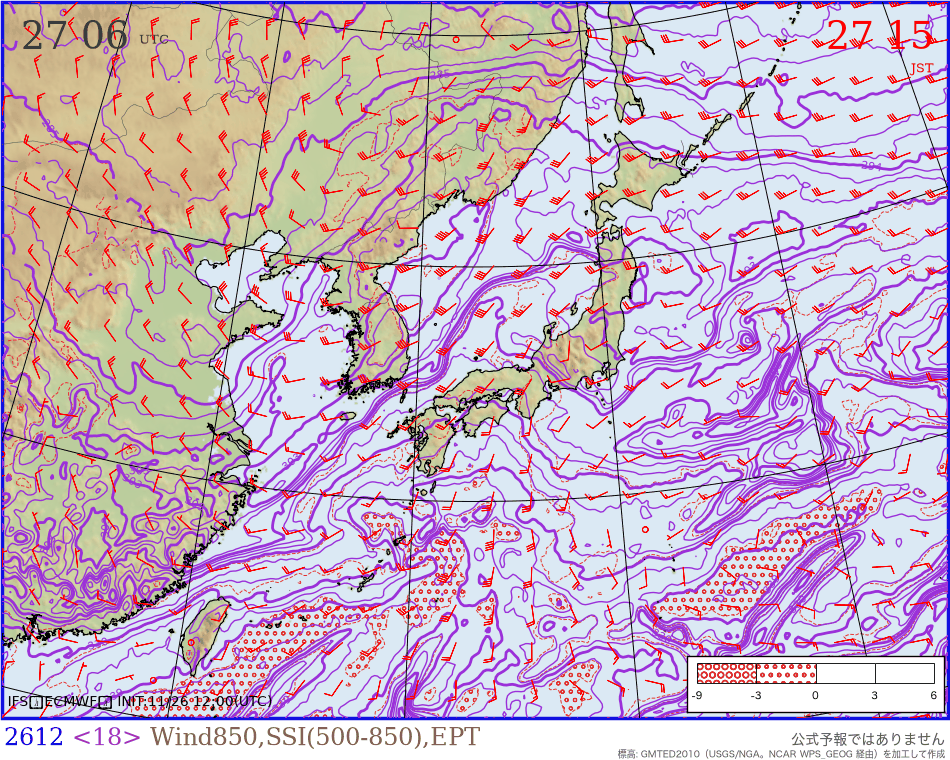 27 06 UTC
27 15
JST
IFS(ECMWF) INIT:11/26 12:00(UTC)
-9 -3 0 3 6
2612 <18> Wind850,SSI(500-850),EPT
公式予報ではありません
標高: GMTED2010（USGS/NGA。NCAR WPS_GEOG 経由）を加工して作成